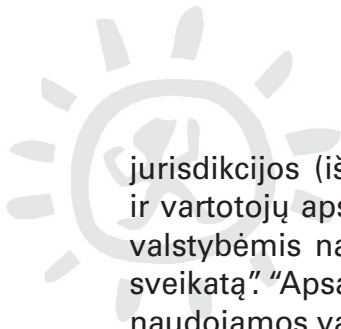 jurisdikcijos (iš
ir vartotojų aps
valstybėmis na
sveikatą”. “Apsa
naudojamos va